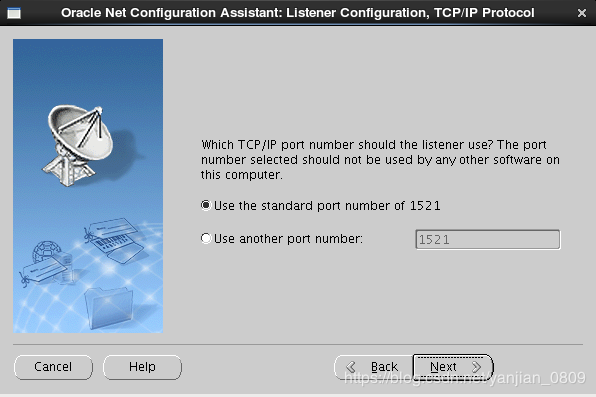 Oracle Net Configuration Assistant: Listener Configuration, TCP/IP Protocol
Which TCP/IP port number should the listener use? The port
number selected should not be used by any other software on
this computer.
Use the standard port number of 1521
Use another port number:
1521
Cancel
Help
Back
Next
https://blog.csdn.net/yanjian_0809